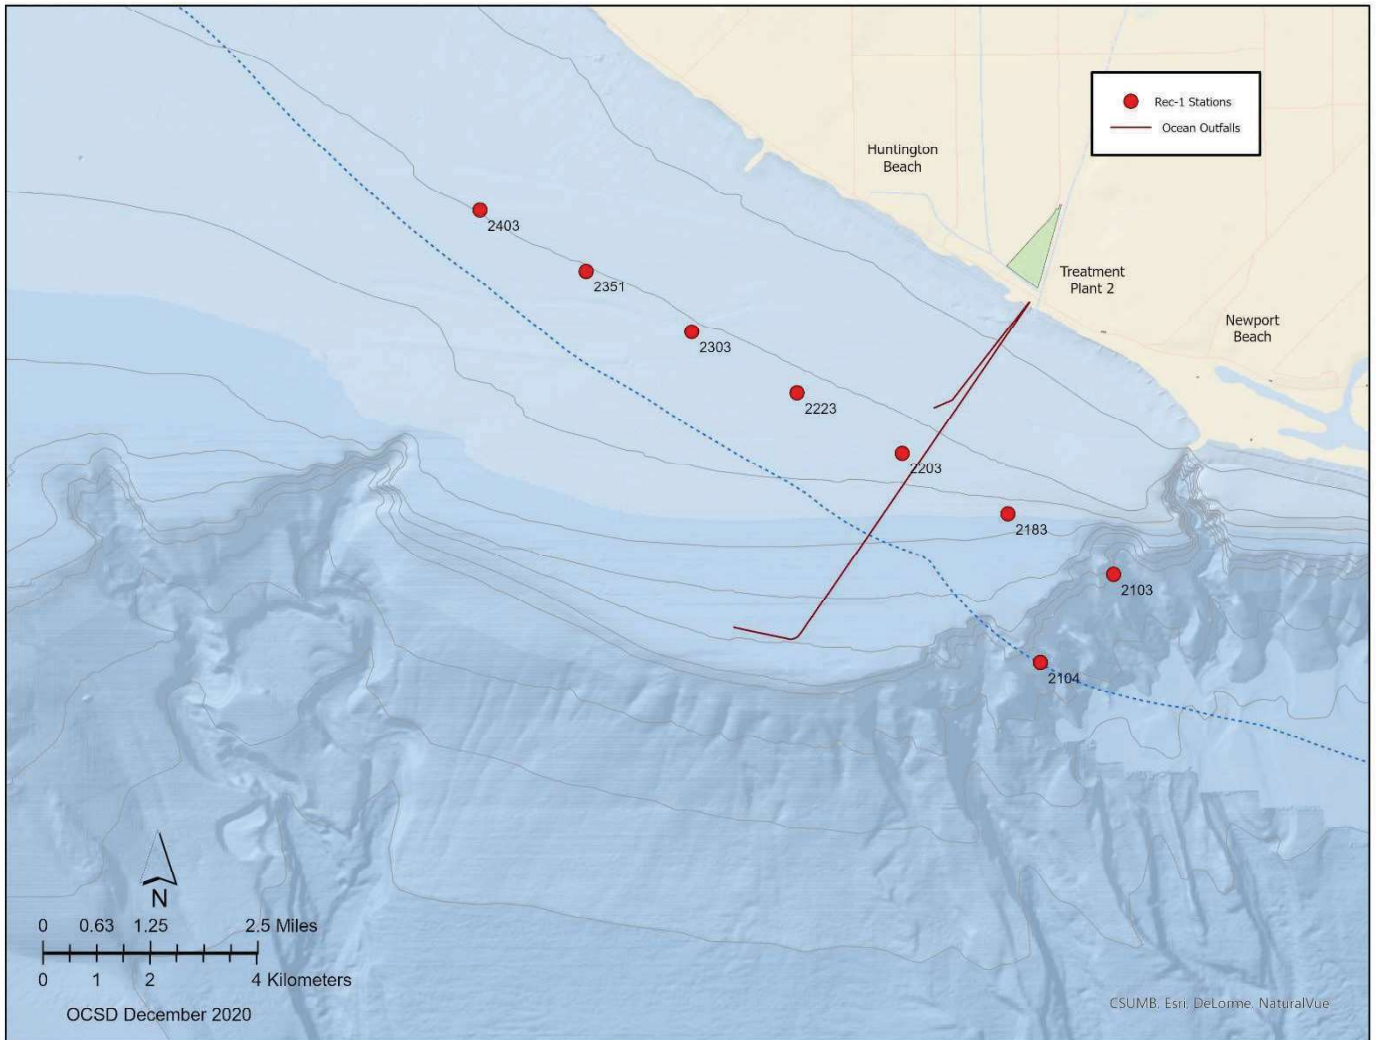 Rec-1 Stations
Ocean Outfalls
Huntington
Beach
2403
Treatment
Plant 2
2351
Newport
Beach
2303
2223
2203
2183
2103
2104
N
0 0.63 1.25 2.5 Miles
0 1 2 4 Kilometers
OCSD December 2020
CSUMB, Esri, DeLorme, NaturalVue